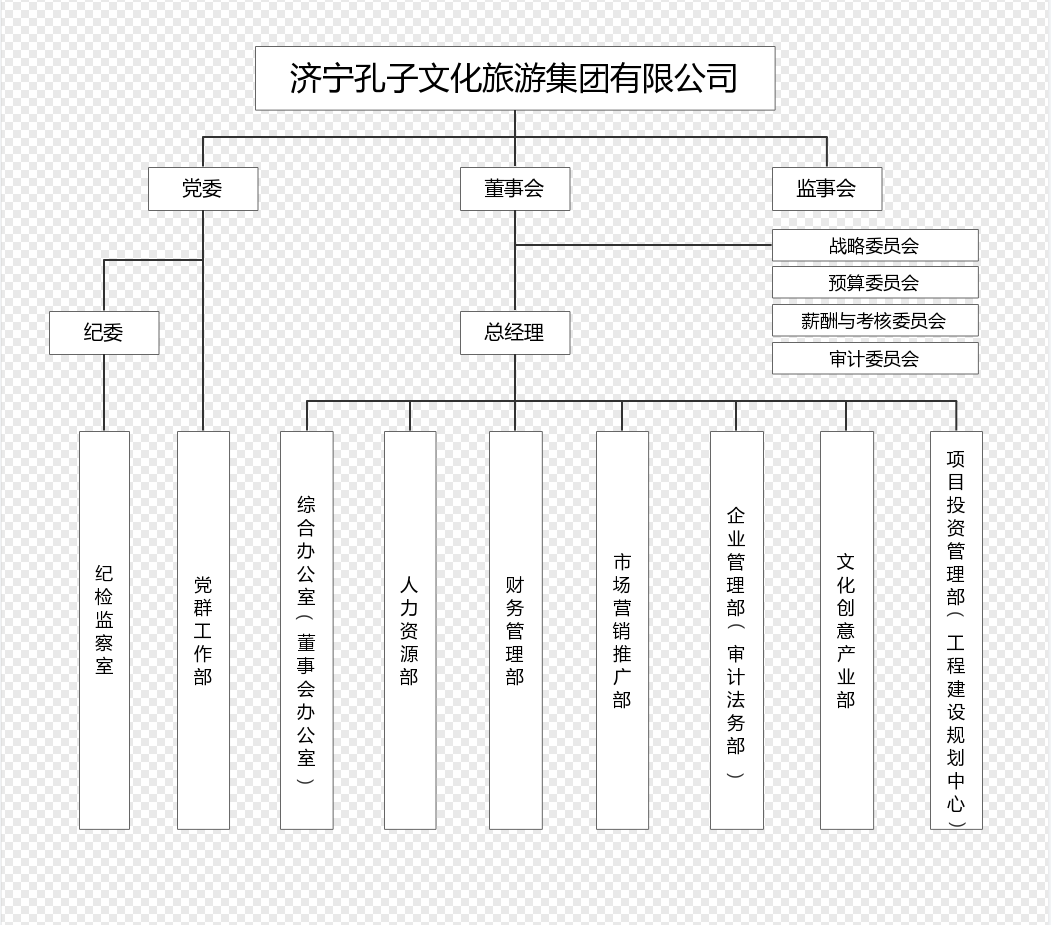 济宁孔子文化旅游集团有限公司
党委
董事会
监事会
战略委员会
预算委员会
薪酬与考核委员会
审计委员会
纪委
总经理
纪检监察室
党群工作部
综合办公室(董事会办公室)
人力资源部
财务管理部
市场营销推广部
企业管理部(审计法务部)
文化创意产业部
项目投资管理部(工程建设规划中心)